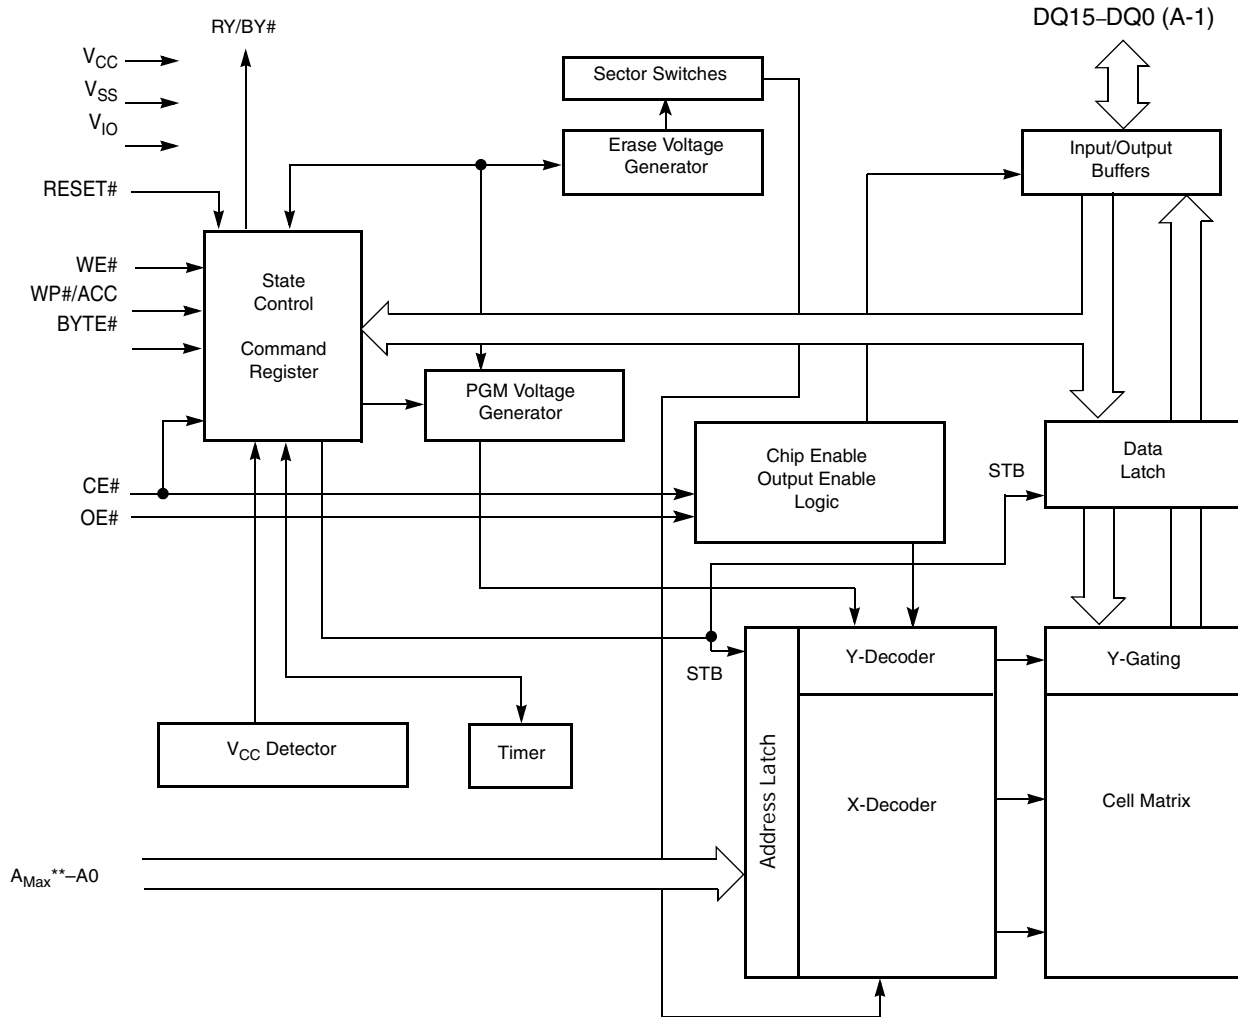 RY/BY#
DQ15–DQ0 (A-1)
VCC
VSS
VIO
Sector Switches
Erase Voltage
Generator
Input/Output
Buffers
RESET#
WE#
WP#/ACC
BYTE#
State
Control
Command
Register
PGM Voltage
Generator
Chip Enable
Output Enable
Logic
STB
Data
Latch
CE#
OE#
STB
Y-Decoder
Y-Gating
VCC Detector
Timer
Address Latch
X-Decoder
Cell Matrix
AMax**–A0